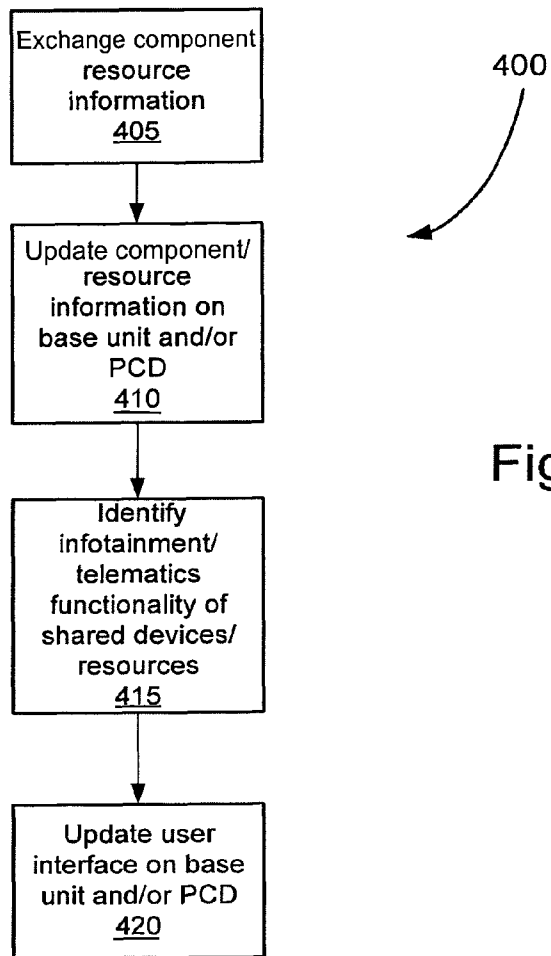 Exchange component
resource
information
405
400
Update component/
resource
information on
base unit and/or
PCD
410
Fig
Identify
infotainment/
telematics
functionality of
shared devices/
resources
415
Update user
interface on base
unit and/or PCD
420